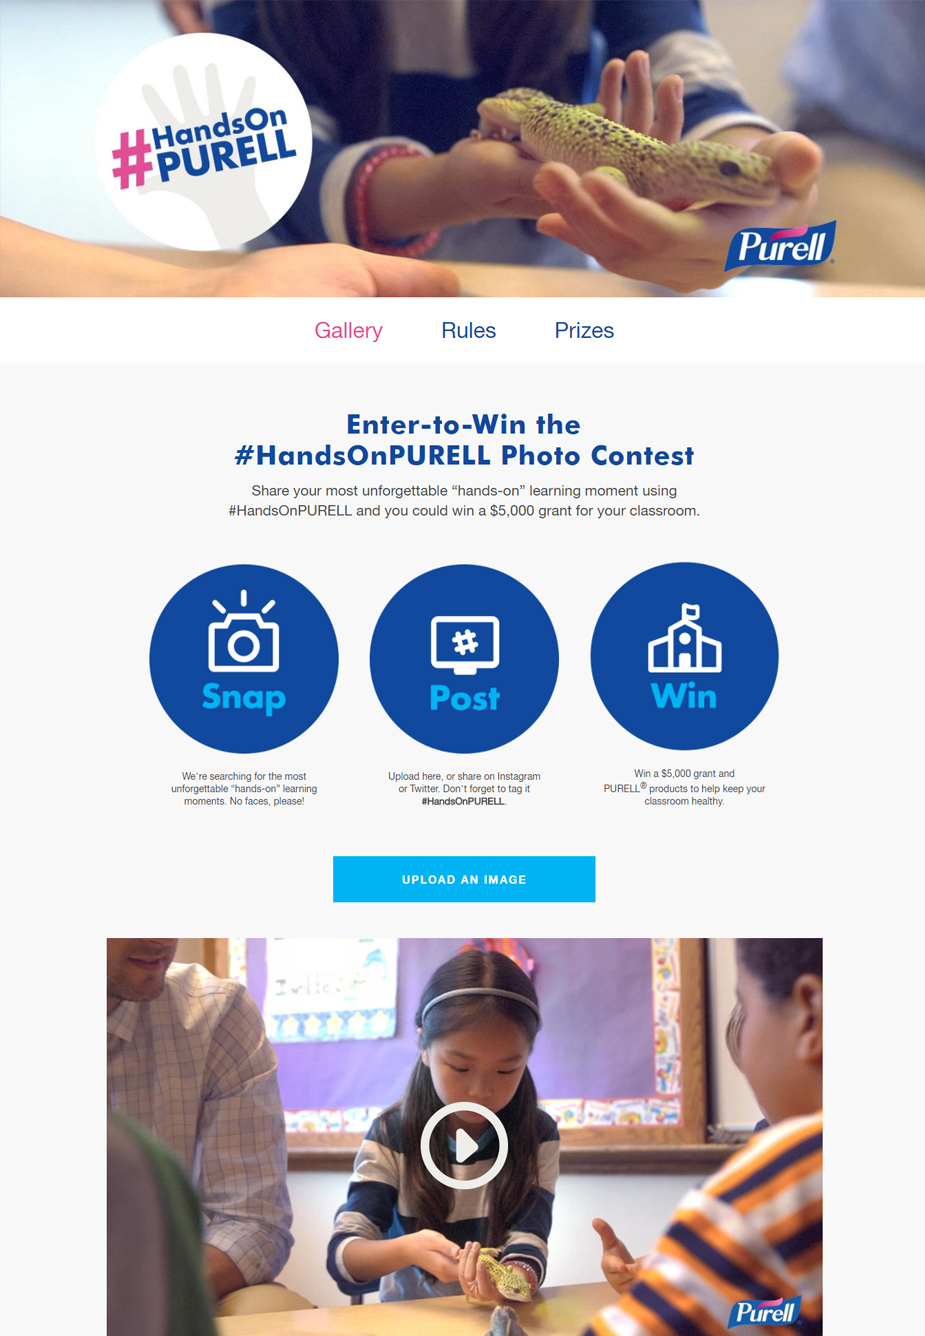 #HandsOn
PURELL
Purell®
Gallery Rules Prizes
Enter-to-Win the
#HandsOnPURELL Photo Contest
Share your most unforgettable “hands-on” learning moment using
#HandsOnPURELL and you could win a $5,000 grant for your classroom.
Snap
We're searching for the most
unforgettable “hands-on” learning
moments. No faces, please!
#
Post
Upload here, or share on Instagram
or Twitter. Don't forget to tag it
#HandsOnPURELL.
Win
Win a $5,000 grant and
PURELL® products to help keep your
classroom healthy.
UPLOAD AN IMAGE
Purell